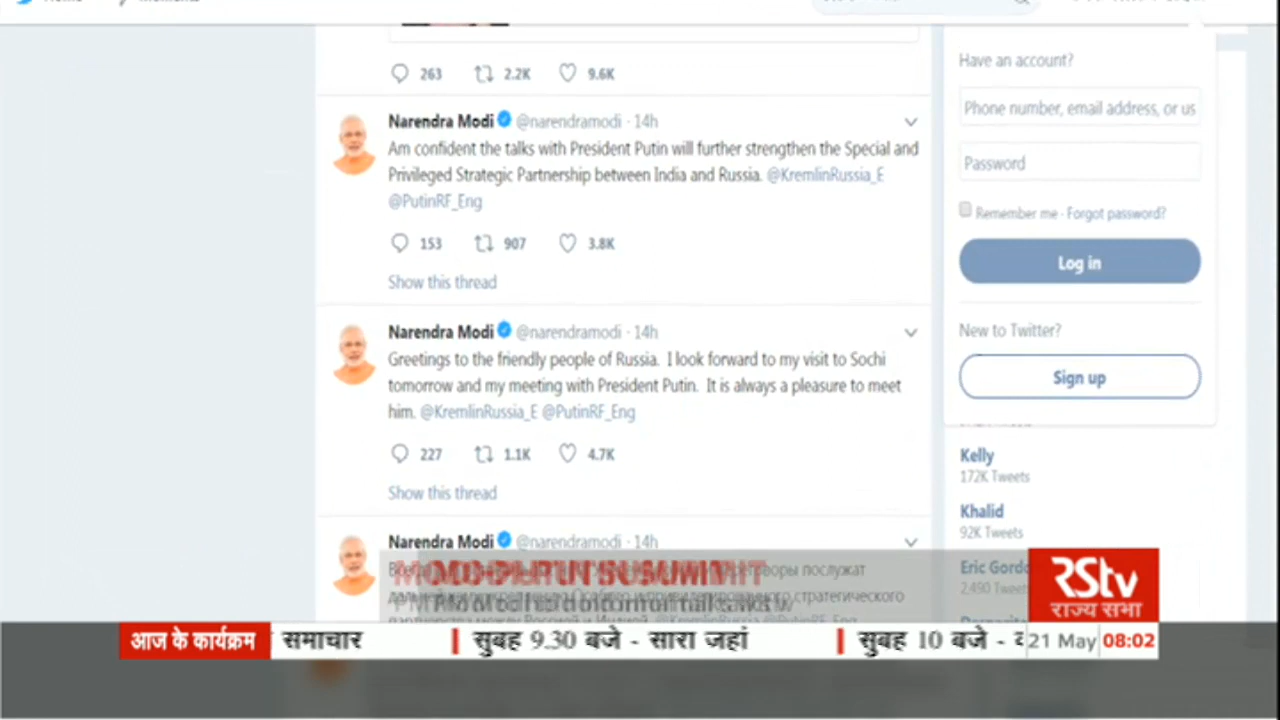 263 2.2K 9.6K
Narendra Modi @narendramodi · 14h
Am confident the talks with President Putin will further strengthen the Special and
Privileged Strategic Partnership between India and Russia. @KremlinRussia_E
@PutinRF_Eng
153 907 3.8K
Show this thread
Narendra Modi @narendramodi · 14h
Greetings to the friendly people of Russia. I look forward to my visit to Sochi
tomorrow and my meeting with President Putin. It is always a pleasure to meet
him. @KremlinRussia_E @PutinRF_Eng
227 1.1K 4.7K
Show this thread
Narendra Modi @narendramodi · 14h
Have an account?
Phone number, email address, or us
Password
Remember me · Forgot password?
Log in
New to Twitter?
Sign up
Kelly
172K Tweets
Khalid
92K Tweets
Eric Gord
2,490
послужат
стратегического
RStv
राज्य सभा
आज के कार्यक्रम समाचार | सुबह 9.30 बजे - सारा जहां | सुबह 10 बजे -
21 May 08:02